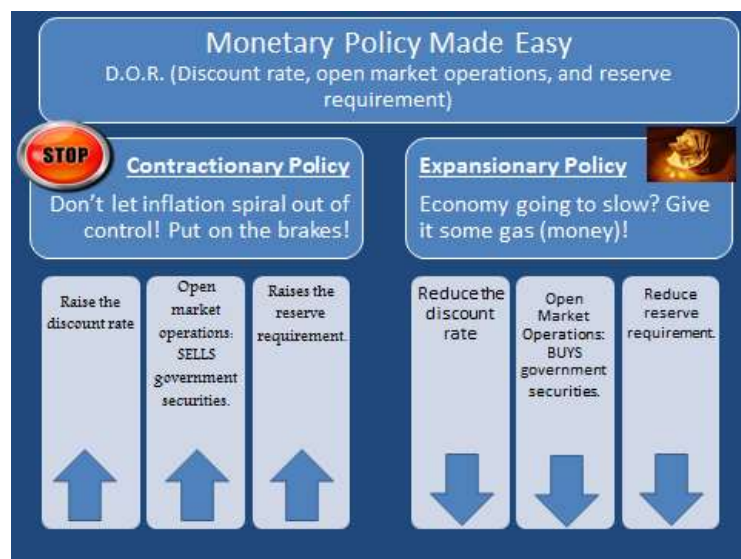 Monetary Policy Made Easy
D.O.R. (Discount rate, open market operations, and reserve
requirement)
STOP
Contractionary Policy
Don't let inflation spiral out of
control! Put on the brakes!
Expansionary Policy
Economy going to slow? Give
it some gas (money)!
Raise the
discount rate
Open
market
operations:
SELLS
government
securities.
Raises the
reserve
requirement.
Reduce the
discount
rate
Open
Market
Operations:
BUYS
government
securities.
Reduce
reserve
requirement.